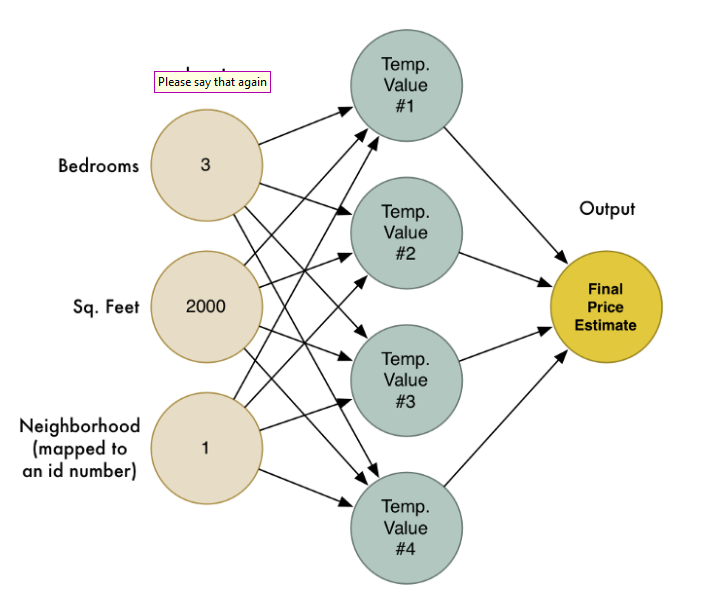 Please say that again
Bedrooms
3
Sq. Feet
2000
Neighborhood
(mapped to
an id number)
1
Temp.
Value
#1
Temp.
Value
#2
Temp.
Value
#3
Temp.
Value
#4
Output
Final
Price
Estimate